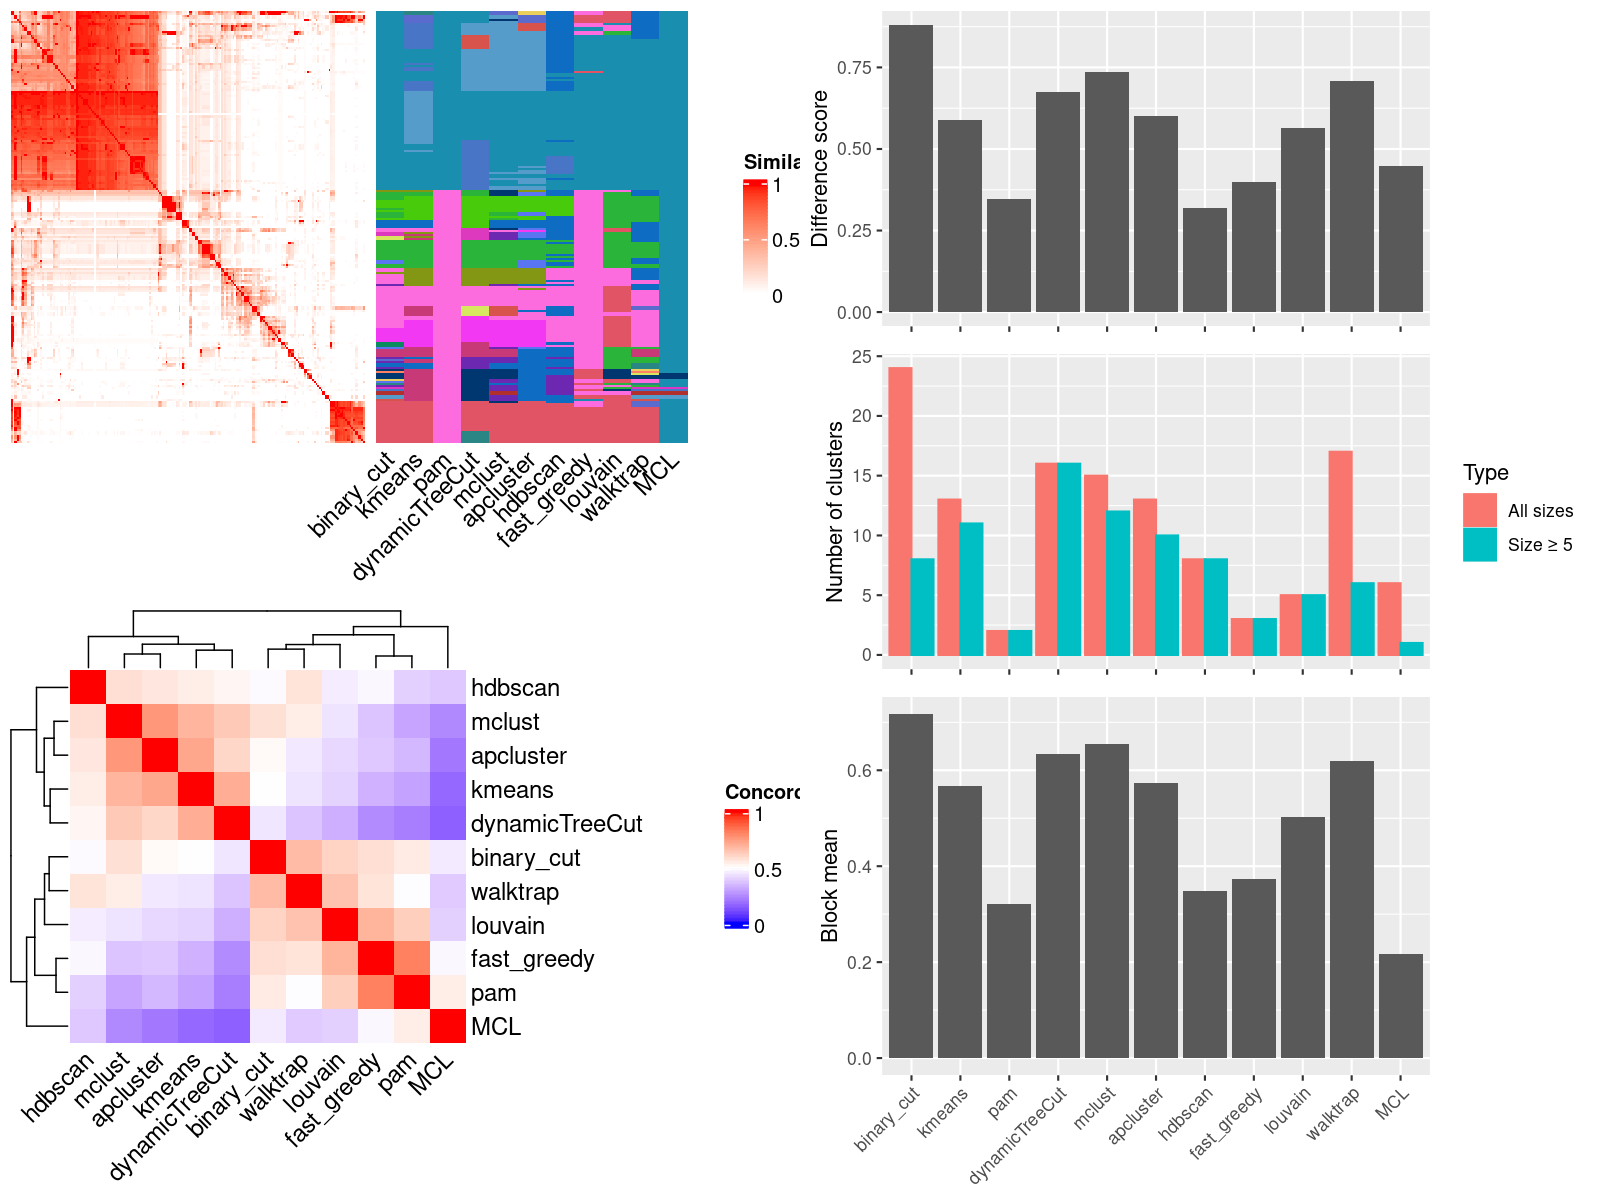 Simila
1
0.5
0
binary_cut
kmeans
pam
dynamicTreeCut
mclust
apcluster
hdbscan
fast_greedy
louvain
walktrap
MCL
hdbscan
mclust
apcluster
kmeans
dynamicTreeCut
binary_cut
walktrap
louvain
fast_greedy
pam
MCL
hdbscan
mclust
apcluster
kmeans
dynamicTreeCut
binary_cut
walktrap
louvain
fast_greedy
pam
MCL
Concord
1
0.5
0
Difference score
0.75
0.50
0.25
0.00
Number of clusters
25
20
15
10
5
0
Type
All sizes
Size ≥ 5
Block mean
0.6
0.4
0.2
0.0
binary_cut
kmeans
pam
dynamicTreeCut
mclust
apcluster
hdbscan
fast_greedy
louvain
walktrap
MCL